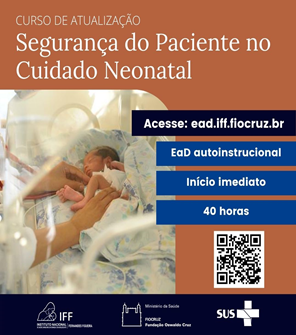 CURSO DE ATUALIZAÇÃO
Segurança do Paciente no
Cuidado Neonatal
Acesse: ead.iff.fiocruz.br
EaD autoinstrucional
Início imediato
40 horas
IFF
INSTITUTO NACIONAL
FERNANDES FIGUEIRA
Ministério da Saúde
FIOCRUZ
Fundação Oswaldo Cruz
SUS